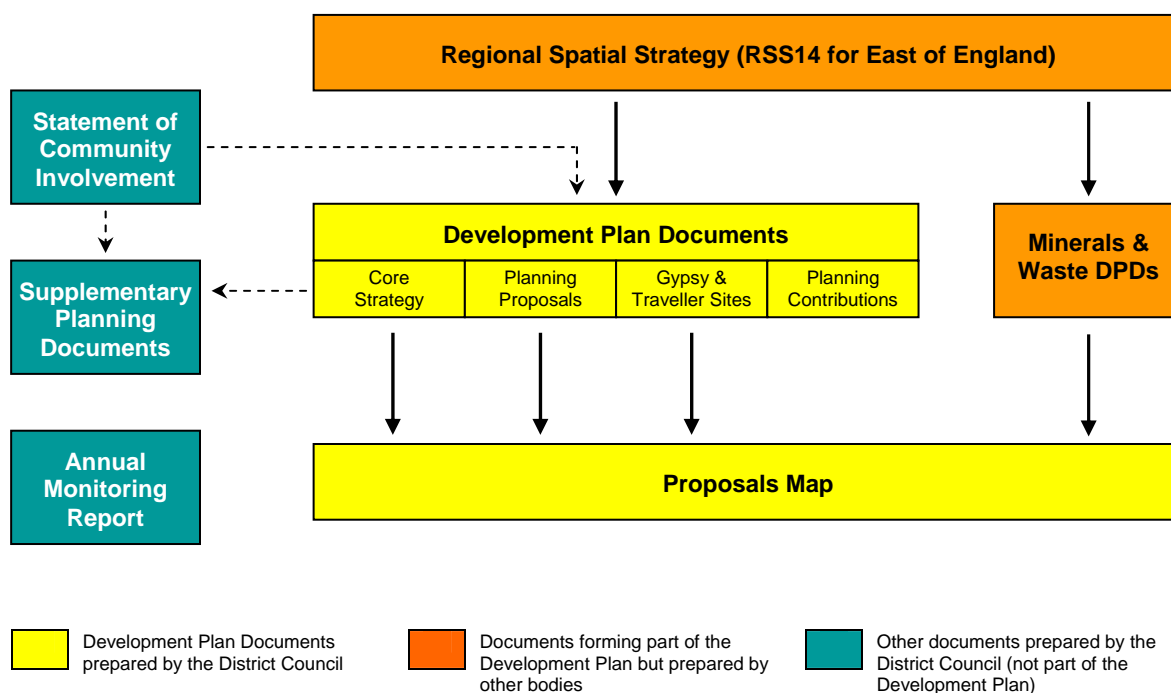 Regional Spatial Strategy (RSS14 for East of England)
Statement of
Community
Involvement
Development Plan Documents
Core
Strategy
Planning
Proposals
Gypsy &
Traveller Sites
Planning
Contributions
Minerals &
Waste DPDs
Supplementary
Planning
Documents
Annual
Monitoring
Report
Proposals Map
Development Plan Documents
prepared by the District Council
Documents forming part of the
Development Plan but prepared by
other bodies
Other documents prepared by the
District Council (not part of the
Development Plan)